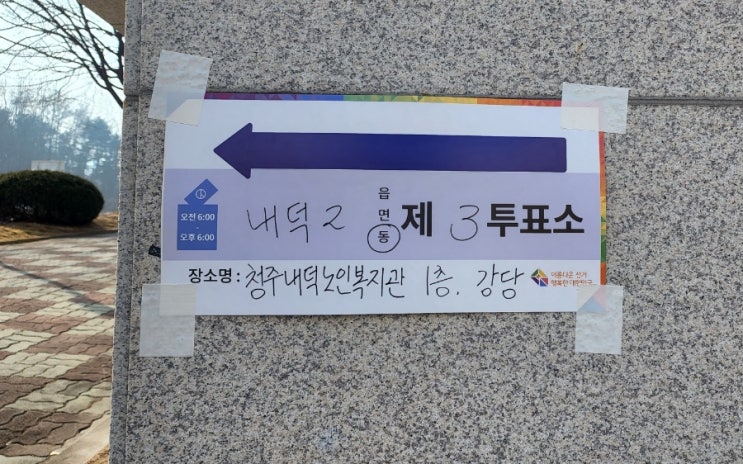 오전 6:00
-
오후 6:00
내덕2 읍 면 동 제 3 투표소
장소명 : 청주내덕노인복지관 1층. 강당
아름다운 선거
행복한 대한민국